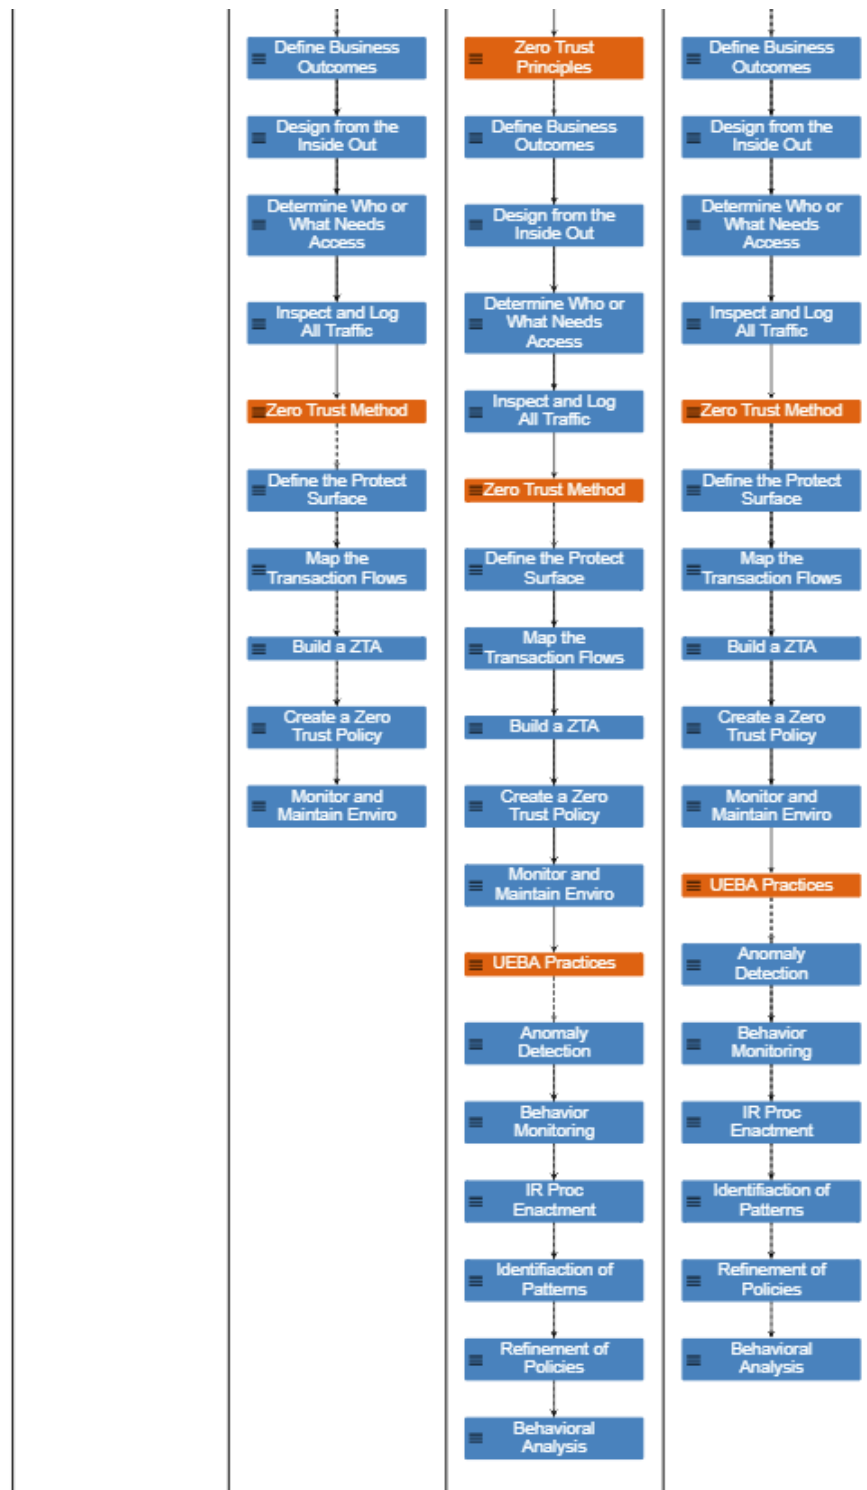 Define Business
Outcomes
Design from the
Inside Out
Determine Who or
What Needs
Access
Inspect and Log
All Traffic
Zero Trust Method
Define the Protect
Surface
Map the
Transaction Flows
Build a ZTA
Create a Zero
Trust Policy
Monitor and
Maintain Enviro
Zero Trust
Principles
Define Business
Outcomes
Design from the
Inside Out
Determine Who or
What Needs
Access
Inspect and Log
All Traffic
Zero Trust Method
Define the Protect
Surface
Map the
Transaction Flows
Build a ZTA
Create a Zero
Trust Policy
Monitor and
Maintain Enviro
UEBA Practices
Anomaly
Detection
Behavior
Monitoring
IR Proc
Enactment
Identifiaction of
Patterns
Refinement of
Policies
Behavioral
Analysis
Define Business
Outcomes
Design from the
Inside Out
Determine Who or
What Needs
Access
Inspect and Log
All Traffic
Zero Trust Method
Define the Protect
Surface
Map the
Transaction Flows
Build a ZTA
Create a Zero
Trust Policy
Monitor and
Maintain Enviro
UEBA Practices
Anomaly
Detection
Behavior
Monitoring
IR Proc
Enactment
Identifiaction of
Patterns
Refinement of
Policies
Behavioral
Analysis